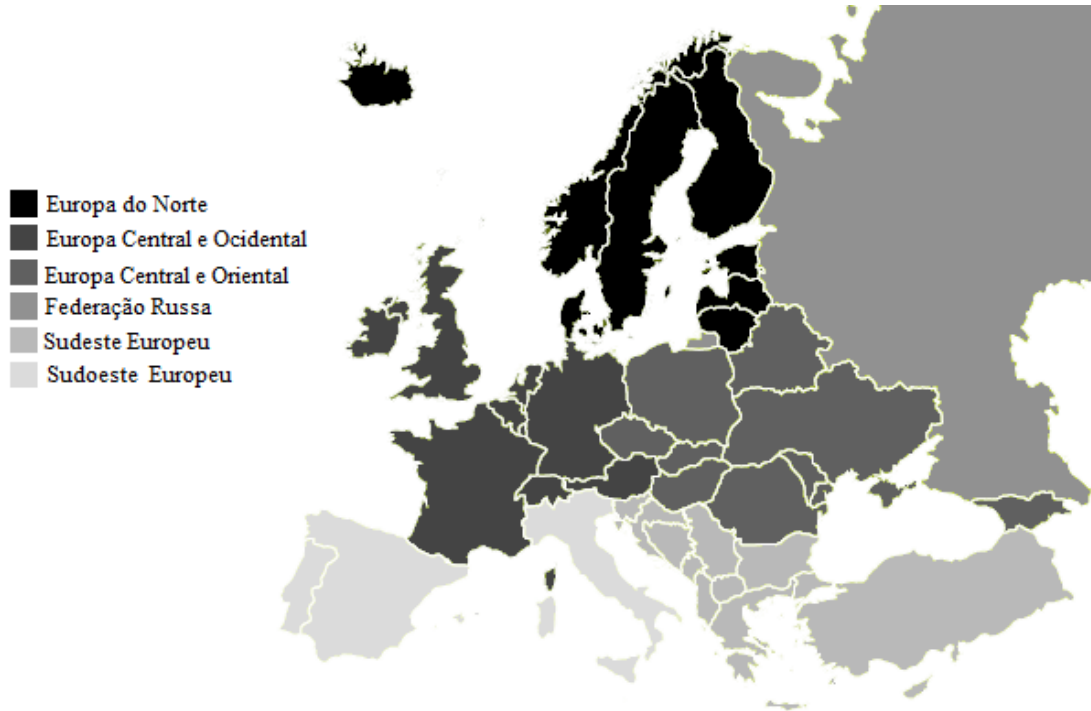 Europa do Norte
Europa Central e Ocidental
Europa Central e Oriental
Federação Russa
Sudeste Europeu
Sudoeste Europeu